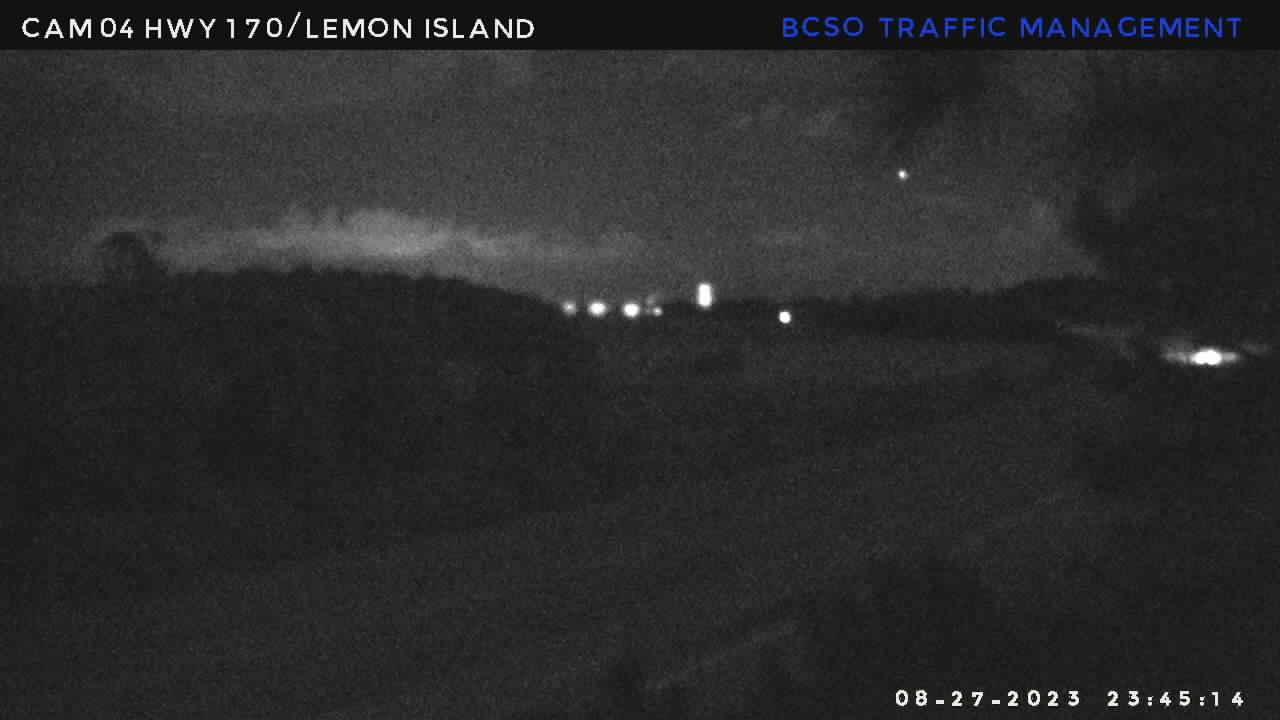 CAM 04 HWY 170/LEMON ISLAND
BCSO TRAFFIC MANAGEMENT
08-27-2023 23:45:14